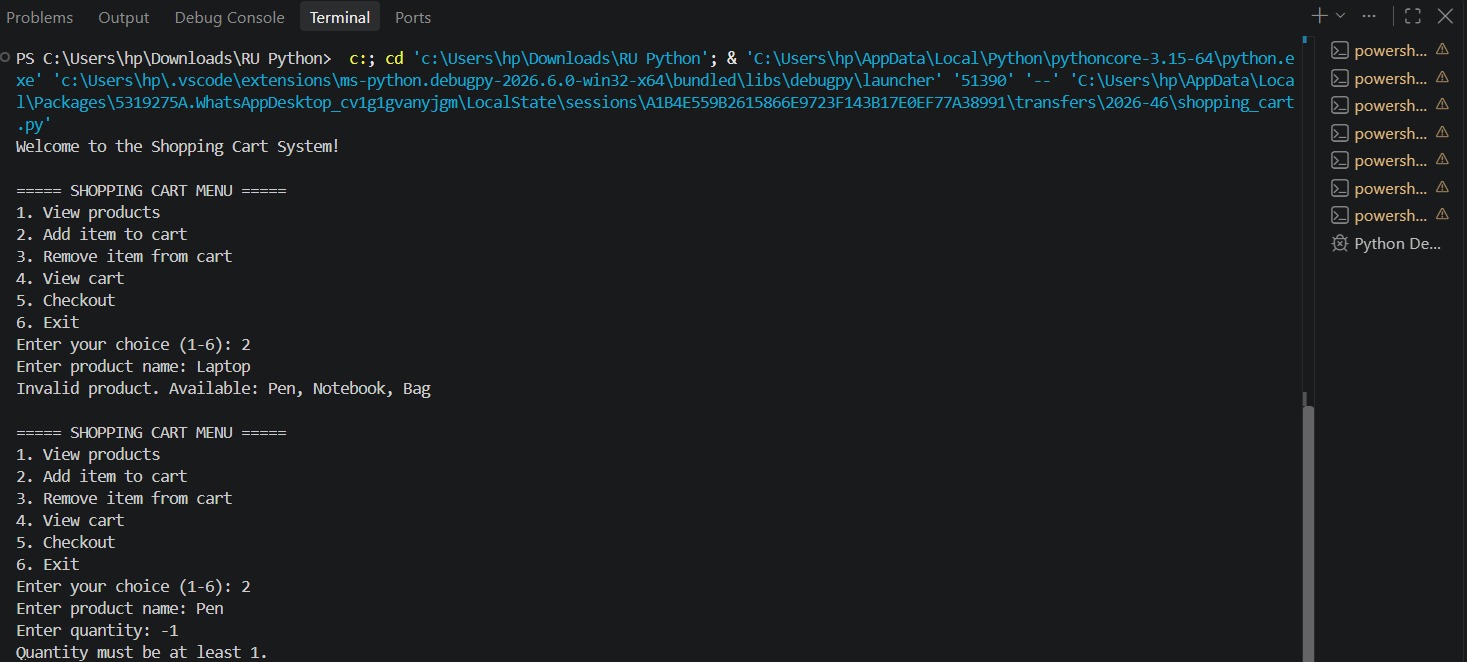 Problems Output Debug Console Terminal Ports
PS C:\Users\hp\Downloads\RU Python>  c:; cd 'c:\Users\hp\Downloads\RU Python'; & 'C:\Users\hp\AppData\Local\Python\pythoncore-3.15-64\python.e
xe' 'c:\Users\hp\.vscode\extensions\ms-python.debugpy-2026.6.0-win32-x64\bundled\libs\debugpy\launcher' '51390' '--' 'C:\Users\hp\AppData\Loca
l\Packages\5319275A.WhatsAppDesktop_cv1g1gvanyjgm\LocalState\sessions\A1B4E559B2615866E9723F143B17E0EF77A38991\transfers\2026-46\shopping_cart
.py'
Welcome to the Shopping Cart System!
===== SHOPPING CART MENU =====
1. View products
2. Add item to cart
3. Remove item from cart
4. View cart
5. Checkout
6. Exit
Enter your choice (1-6): 2
Enter product name: Laptop
Invalid product. Available: Pen, Notebook, Bag
===== SHOPPING CART MENU =====
1. View products
2. Add item to cart
3. Remove item from cart
4. View cart
5. Checkout
6. Exit
Enter your choice (1-6): 2
Enter product name: Pen
Enter quantity: -1
Quantity must be at least 1.
powersh...
powersh...
powersh...
powersh...
powersh...
powersh...
powersh...
Python De...